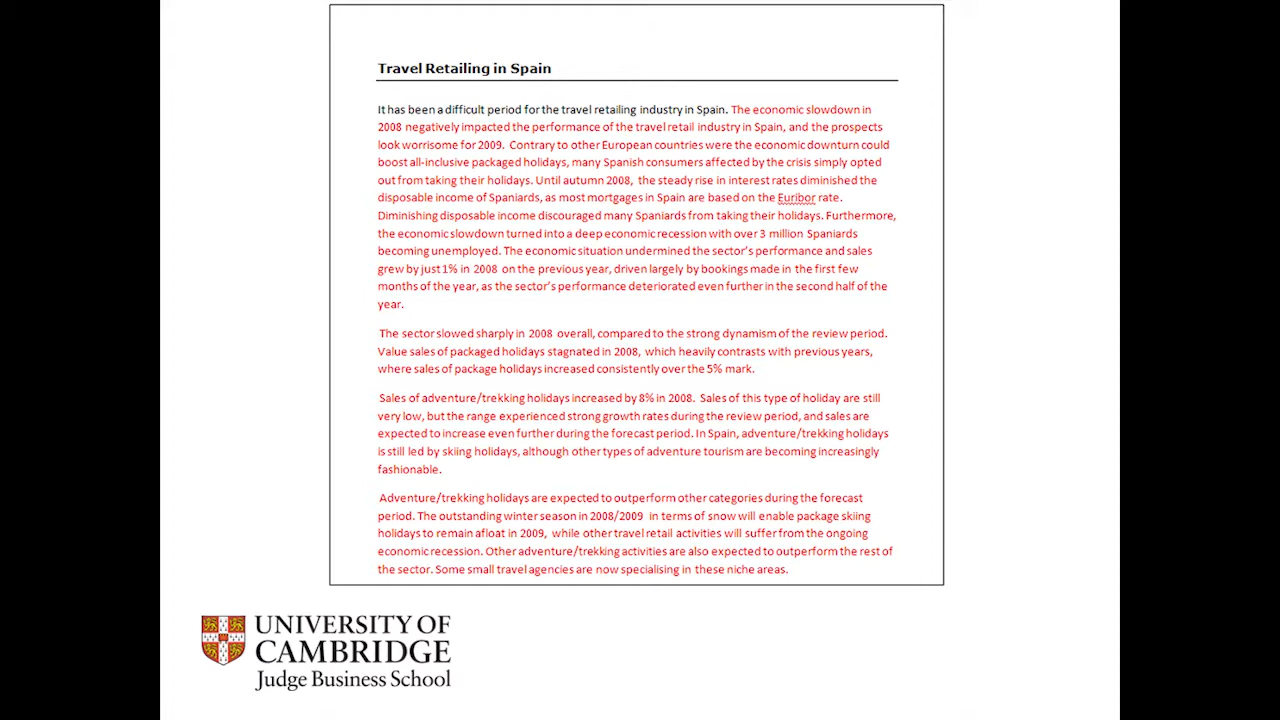 Travel Retailing in Spain
It has been a difficult period for the travel retailing industry in Spain. The economic slowdown in
2008 negatively impacted the performance of the travel retail industry in Spain, and the prospects
look worrisome for 2009. Contrary to other European countries were the economic downturn could
boost all-inclusive packaged holidays, many Spanish consumers affected by the crisis simply opted
out from taking their holidays. Until autumn 2008, the steady rise in interest rates diminished the
disposable income of Spaniards, as most mortgages in Spain are based on the Euribor rate.
Diminishing disposable income discouraged many Spaniards from taking their holidays. Furthermore,
the economic slowdown turned into a deep economic recession with over 3 million Spaniards
becoming unemployed. The economic situation undermined the sector's performance and sales
grew by just 1% in 2008 on the previous year, driven largely by bookings made in the first few
months of the year, as the sector's performance deteriorated even further in the second half of the
year.
The sector slowed sharply in 2008 overall, compared to the strong dynamism of the review period.
Value sales of packaged holidays stagnated in 2008, which heavily contrasts with previous years,
where sales of package holidays increased consistently over the 5% mark.
Sales of adventure/trekking holidays increased by 8% in 2008. Sales of this type of holiday are still
very low, but the range experienced strong growth rates during the review period, and sales are
expected to increase even further during the forecast period. In Spain, adventure/trekking holidays
is still led by skiing holidays, although other types of adventure tourism are becoming increasingly
fashionable.
Adventure/trekking holidays are expected to outperform other categories during the forecast
period. The outstanding winter season in 2008/2009 in terms of snow will enable package skiing
holidays to remain afloat in 2009, while other travel retail activities will suffer from the ongoing
economic recession. Other adventure/trekking activities are also expected to outperform the rest of
the sector. Some small travel agencies are now specialising in these niche areas.
UNIVERSITY OF
CAMBRIDGE
Judge Business School